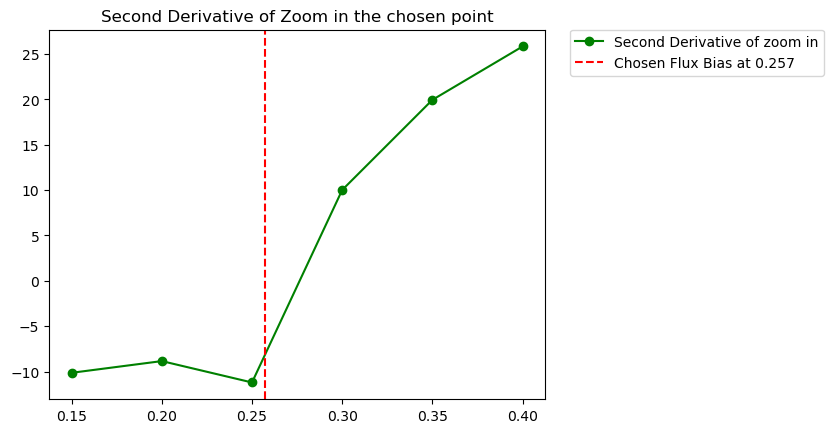 Second Derivative of Zoom in the chosen point
Second Derivative of zoom in
Chosen Flux Bias at 0.257
25
20
15
10
5
0
−5
−10
0.15 0.20 0.25 0.30 0.35 0.40